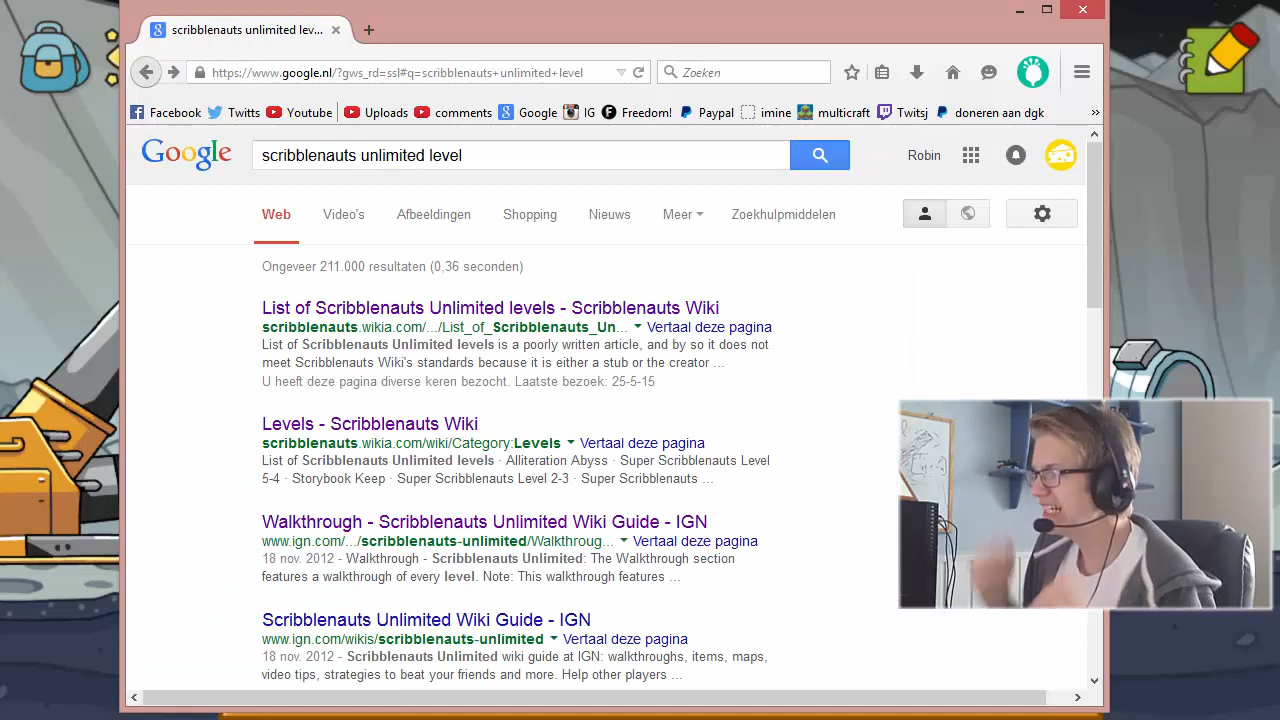 scribblenauts unlimited lev...
https://www.google.nl/?gws_rd=ssl#q=scribblenauts+unlimited+level
Zoeken
Facebook Twitts Youtube Uploads comments Google IG Freedom! Paypal imine multicraft Twitsj doneren aan dgk »
Google scribblenauts unlimited level Robin
Web Video's Afbeeldingen Shopping Nieuws Meer Zoekhulpmiddelen
Ongeveer 211.000 resultaten (0,36 seconden)
List of Scribblenauts Unlimited levels - Scribblenauts Wiki
scribblenauts.wikia.com/.../List_of_Scribblenauts_Un... Vertaal deze pagina
List of Scribblenauts Unlimited levels is a poorly written article, and by so it does not
meet Scribblenauts Wiki's standards because it is either a stub or the creator ...
U heeft deze pagina diverse keren bezocht. Laatste bezoek: 25-5-15
Levels - Scribblenauts Wiki
scribblenauts.wikia.com/wiki/Category:Levels Vertaal deze pagina
List of Scribblenauts Unlimited levels · Alliteration Abyss · Super Scribblenauts Level
5-4 · Storybook Keep · Super Scribblenauts Level 2-3 · Super Scribblenauts ...
Walkthrough - Scribblenauts Unlimited Wiki Guide - IGN
www.ign.com/.../scribblenauts-unlimited/Walkthroug... Vertaal deze pagina
18 nov. 2012 - Walkthrough - Scribblenauts Unlimited: The Walkthrough section
features a walkthrough of every level. Note: This walkthrough features ...
Scribblenauts Unlimited Wiki Guide - IGN
www.ign.com/wikis/scribblenauts-unlimited Vertaal deze pagina
18 nov. 2012 - Scribblenauts Unlimited wiki guide at IGN: walkthroughs, items, maps,
video tips, strategies to beat your friends and more. Help other players ...